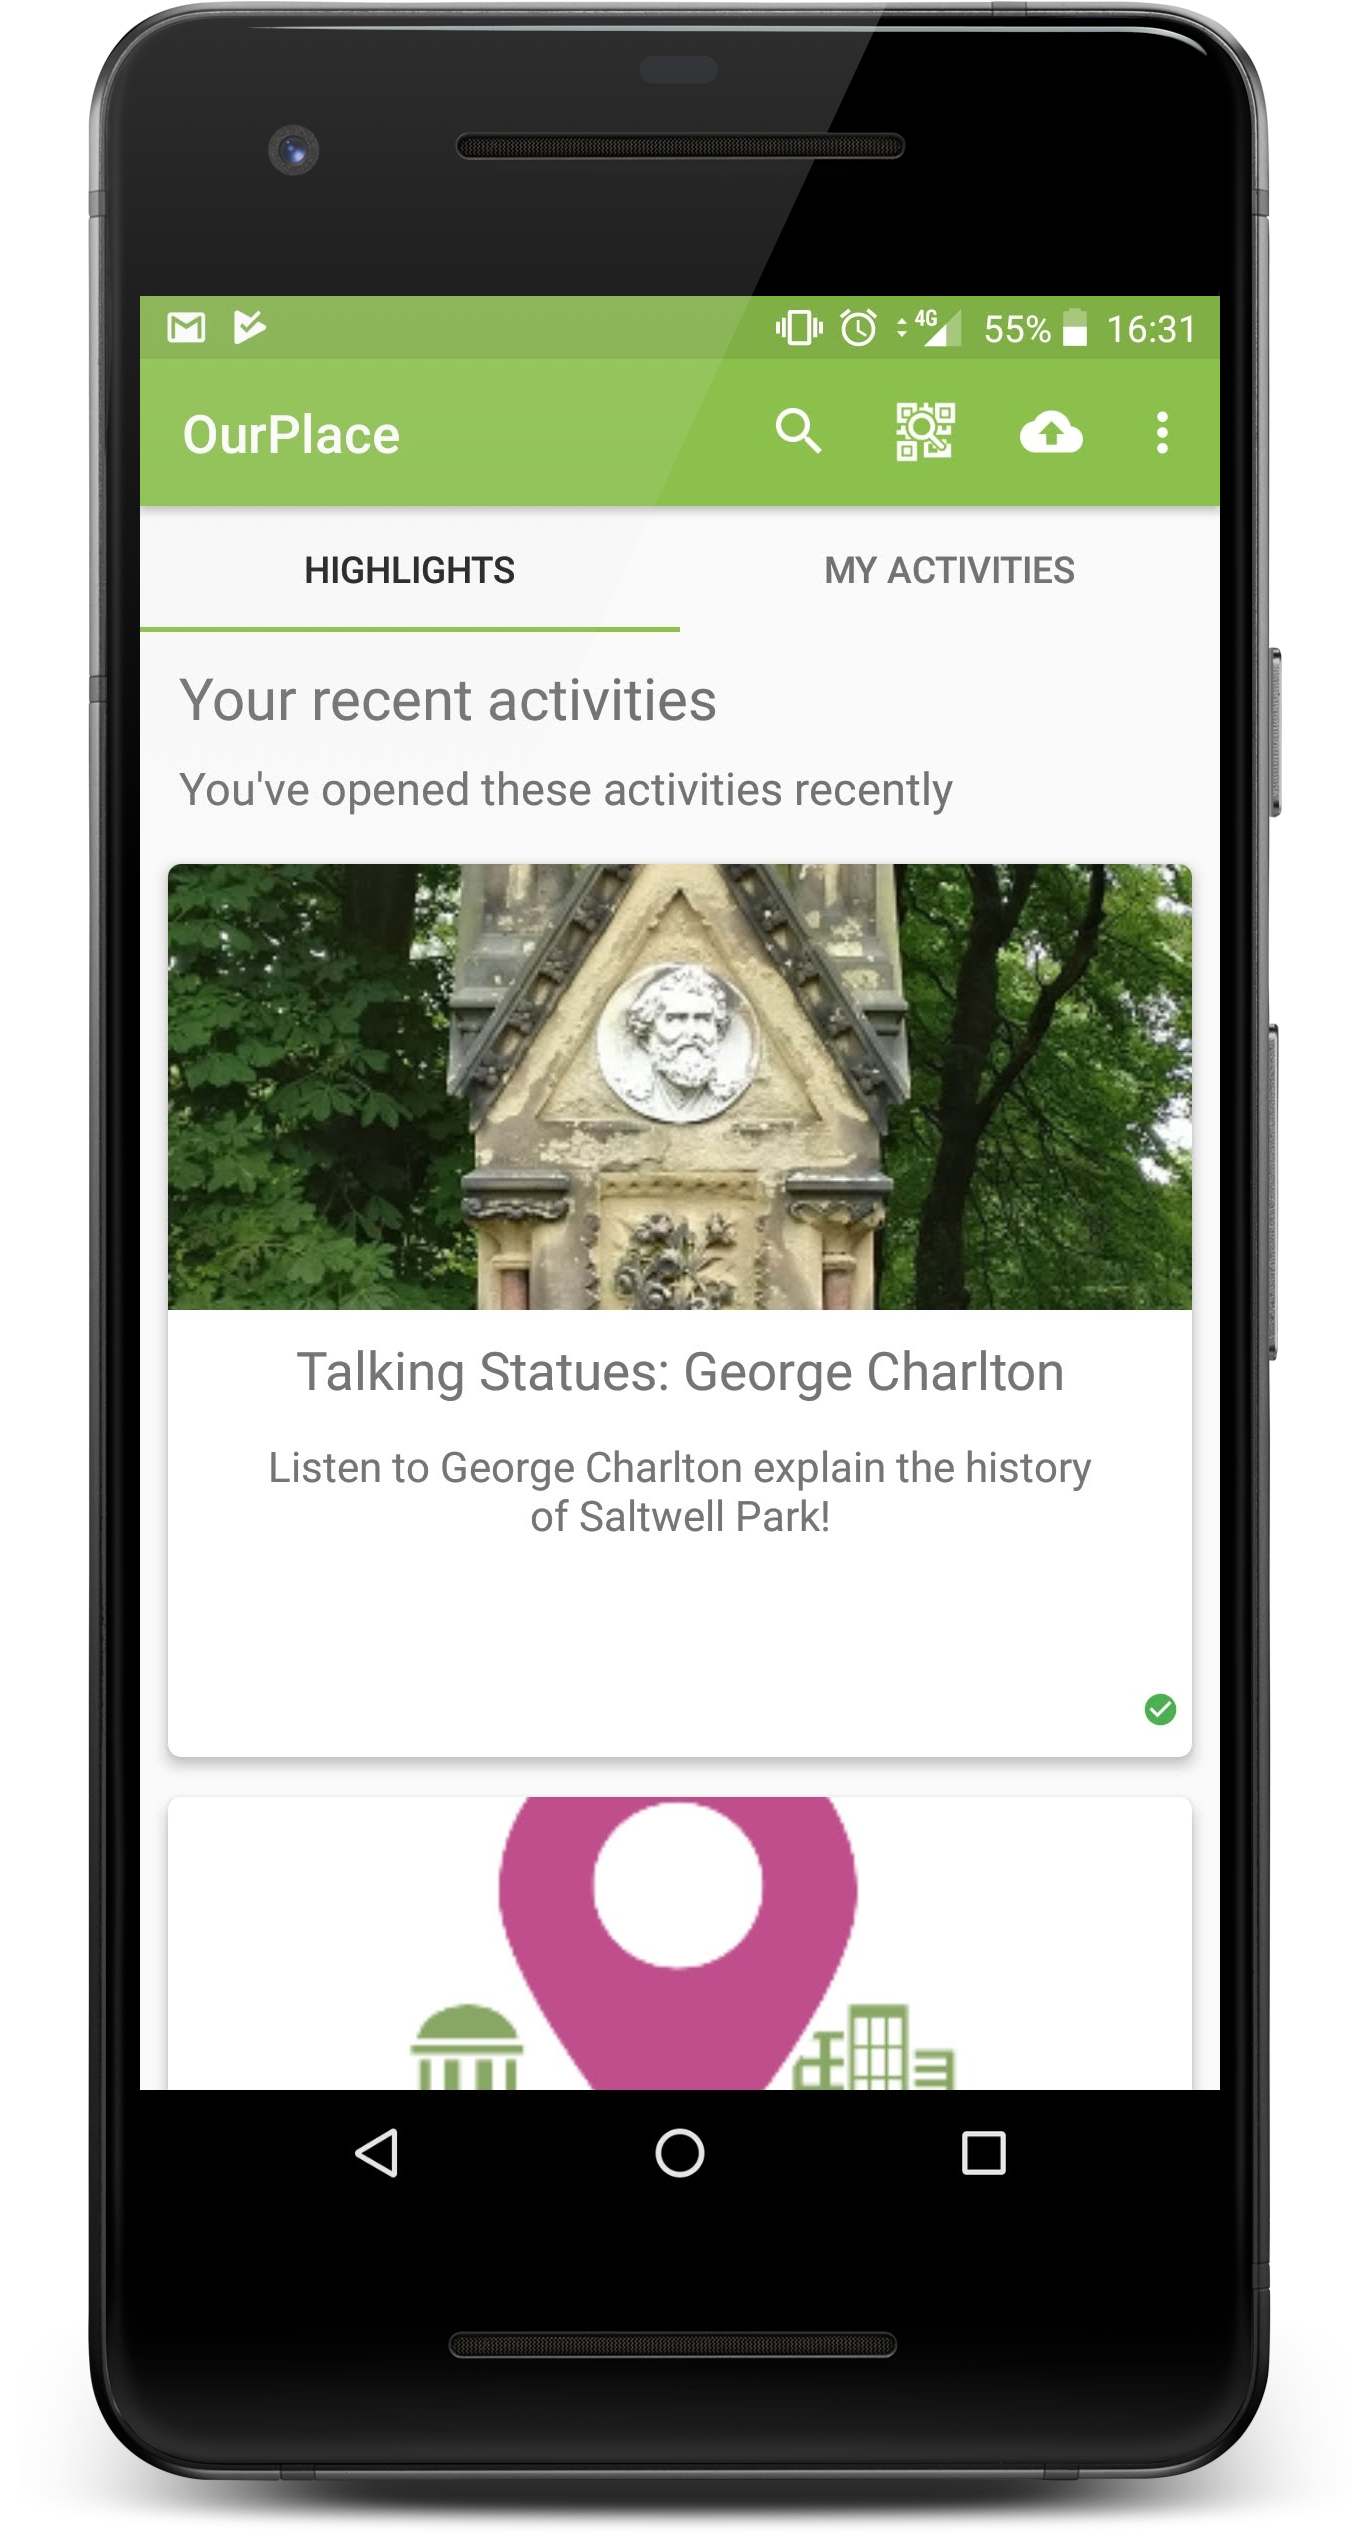 4G 55% 16:31
OurPlace
HIGHLIGHTS MY ACTIVITIES
Your recent activities
You've opened these activities recently
Talking Statues: George Charlton
Listen to George Charlton explain the history
of Saltwell Park!